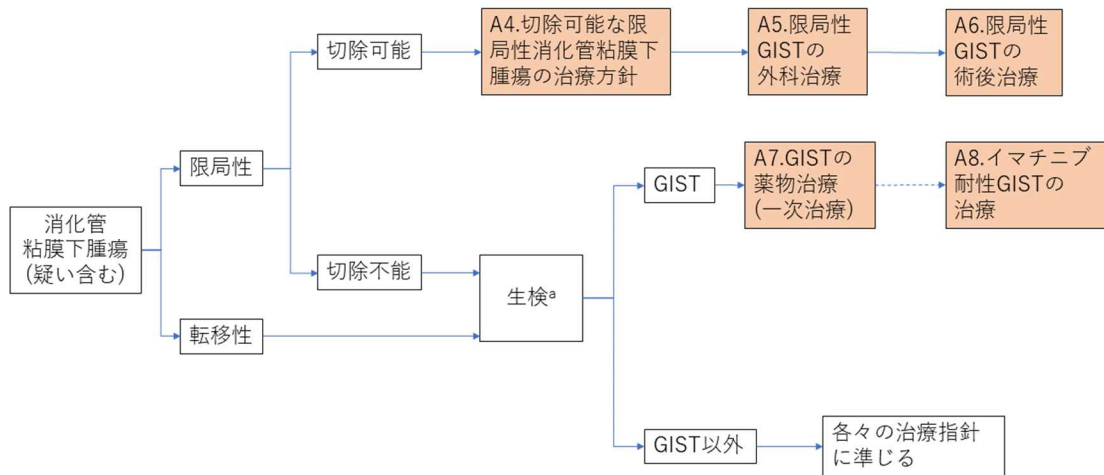 消化管
粘膜下腫瘍
(疑い含む)
限局性
転移性
切除可能
切除不能
A4.切除可能な限
局性消化管粘膜下
腫瘍の治療方針
A5.限局性
GISTの
外科治療
A6.限局性
GISTの
術後治療
生検a
GIST
A7.GISTの
薬物治療
(一次治療)
A8.イマチニブ
耐性GISTの
治療
GIST以外
各々の治療指針
に準じる